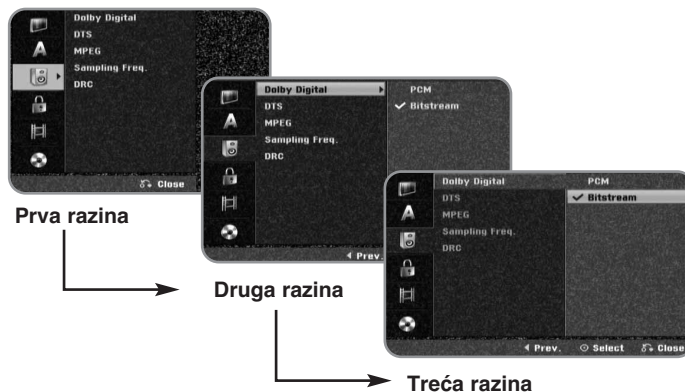 Dolby Digital
DTS
MPEG
Sampling Freq.
DRC
Close
Prva razina
Dolby Digital
DTS
MPEG
Sampling Freq.
DRC
PCM
Bitstream
Prev.
Druga razina
Dolby Digital
DTS
MPEG
Sampling Freq.
DRC
PCM
Bitstream
Prev. Select Close
Treća razina